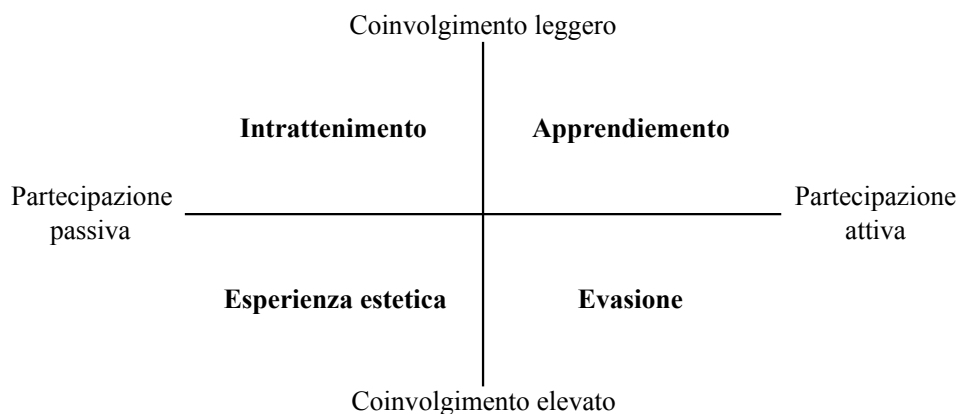 Coinvolgimento leggero
Intrattenimento
Apprendiemento
Partecipazione
passiva
Partecipazione
attiva
Esperienza estetica
Evasione
Coinvolgimento elevato